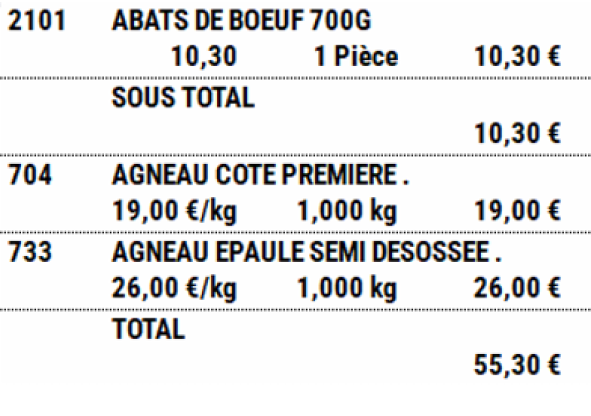 2101 ABATS DE BOEUF 700G
10,30 1 Pièce 10,30 €
SOUS TOTAL
10,30 €
704 AGNEAU COTE PREMIERE .
19,00 €/kg 1,000 kg 19,00 €
733 AGNEAU EPAULE SEMI DESOSSEE .
26,00 €/kg 1,000 kg 26,00 €
TOTAL
55,30 €